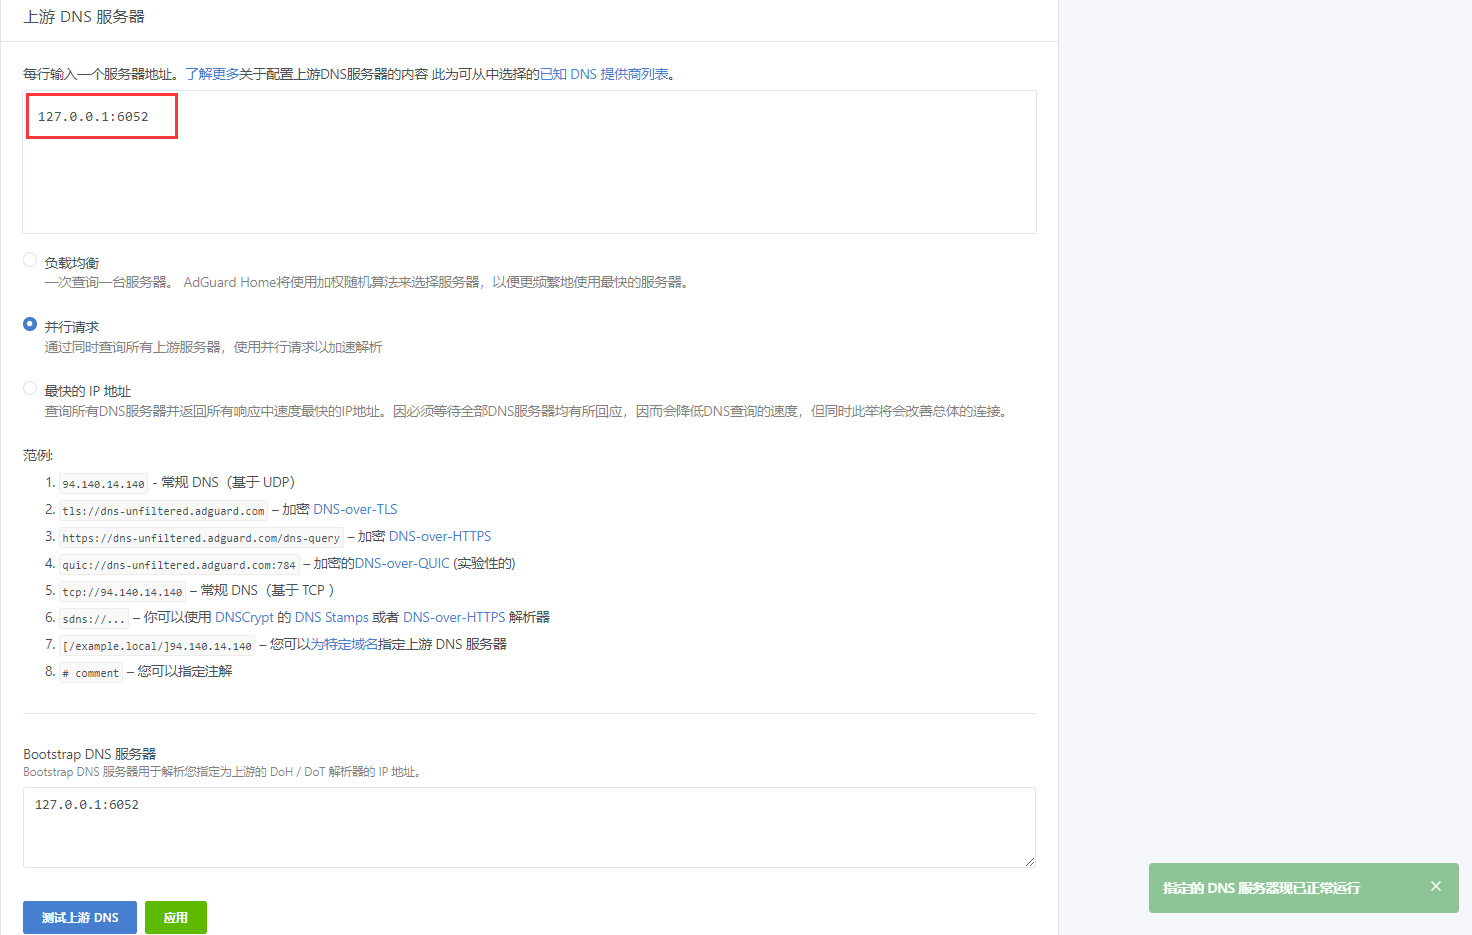 上游 DNS 服务器
每行输入一个服务器地址。了解更多关于配置上游DNS服务器的内容 此为可从中选择的已知 DNS 提供商列表。
127.0.0.1:6052
负载均衡
一次查询一台服务器。 AdGuard Home将使用加权随机算法来选择服务器，以便更频繁地使用最快的服务器。
并行请求
通过同时查询所有上游服务器，使用并行请求以加速解析
最快的 IP 地址
查询所有DNS服务器并返回所有响应中速度最快的IP地址。因必须等待全部DNS服务器均有所回应，因而会降低DNS查询的速度，但同时此举将会改善总体的连接。
范例:
1. 94.140.14.140 - 常规 DNS（基于 UDP）
2. tls://dns-unfiltered.adguard.com – 加密 DNS-over-TLS
3. https://dns-unfiltered.adguard.com/dns-query – 加密 DNS-over-HTTPS
4. quic://dns-unfiltered.adguard.com:784 – 加密的DNS-over-QUIC (实验性的)
5. tcp://94.140.14.140 – 常规 DNS（基于 TCP ）
6. sdns://... – 你可以使用 DNSCrypt 的 DNS Stamps 或者 DNS-over-HTTPS 解析器
7. [/example.local/]94.140.14.140 – 您可以为特定域名指定上游 DNS 服务器
8. # comment – 您可以指定注解
Bootstrap DNS 服务器
Bootstrap DNS 服务器用于解析您指定为上游的 DoH / DoT 解析器的 IP 地址。
127.0.0.1:6052
测试上游 DNS 应用
指定的 DNS 服务器现已正常运行 ×